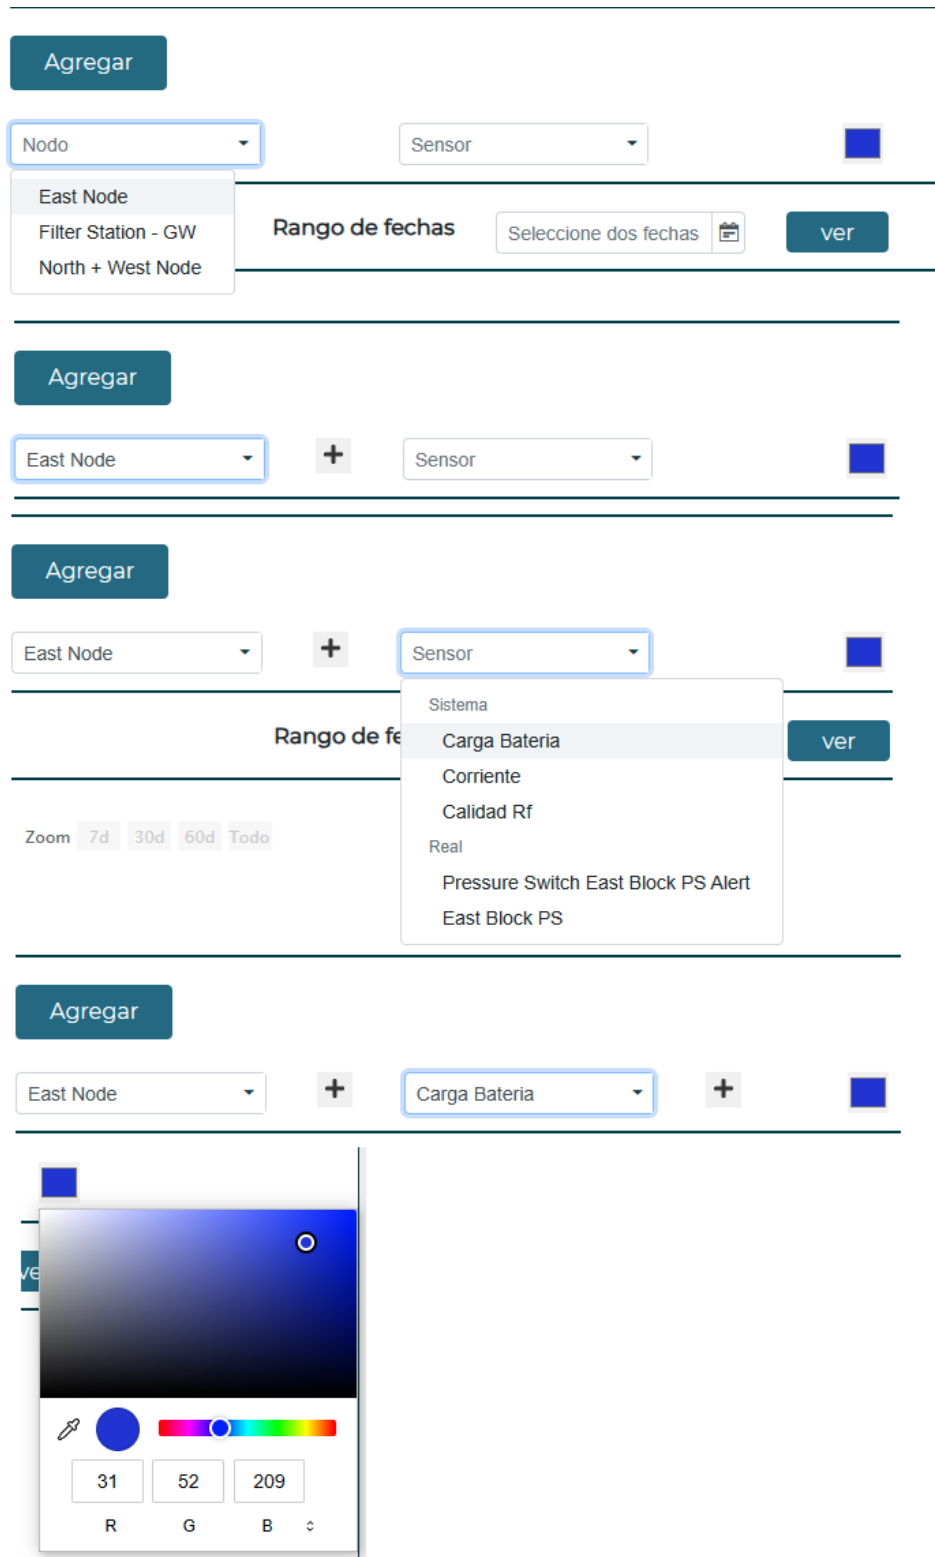 Agregar
Nodo
Sensor
East Node
Filter Station - GW
North + West Node
Rango de fechas
Seleccione dos fechas
ver
Agregar
East Node
Sensor
Agregar
East Node
Sensor
Sistema
Carga Bateria
Corriente
Calidad Rf
Real
Pressure Switch East Block PS Alert
East Block PS
Rango de fe
ver
Zoom 7d 30d 60d Todo
Agregar
East Node
Carga Bateria
ve
31 52 209
R G B